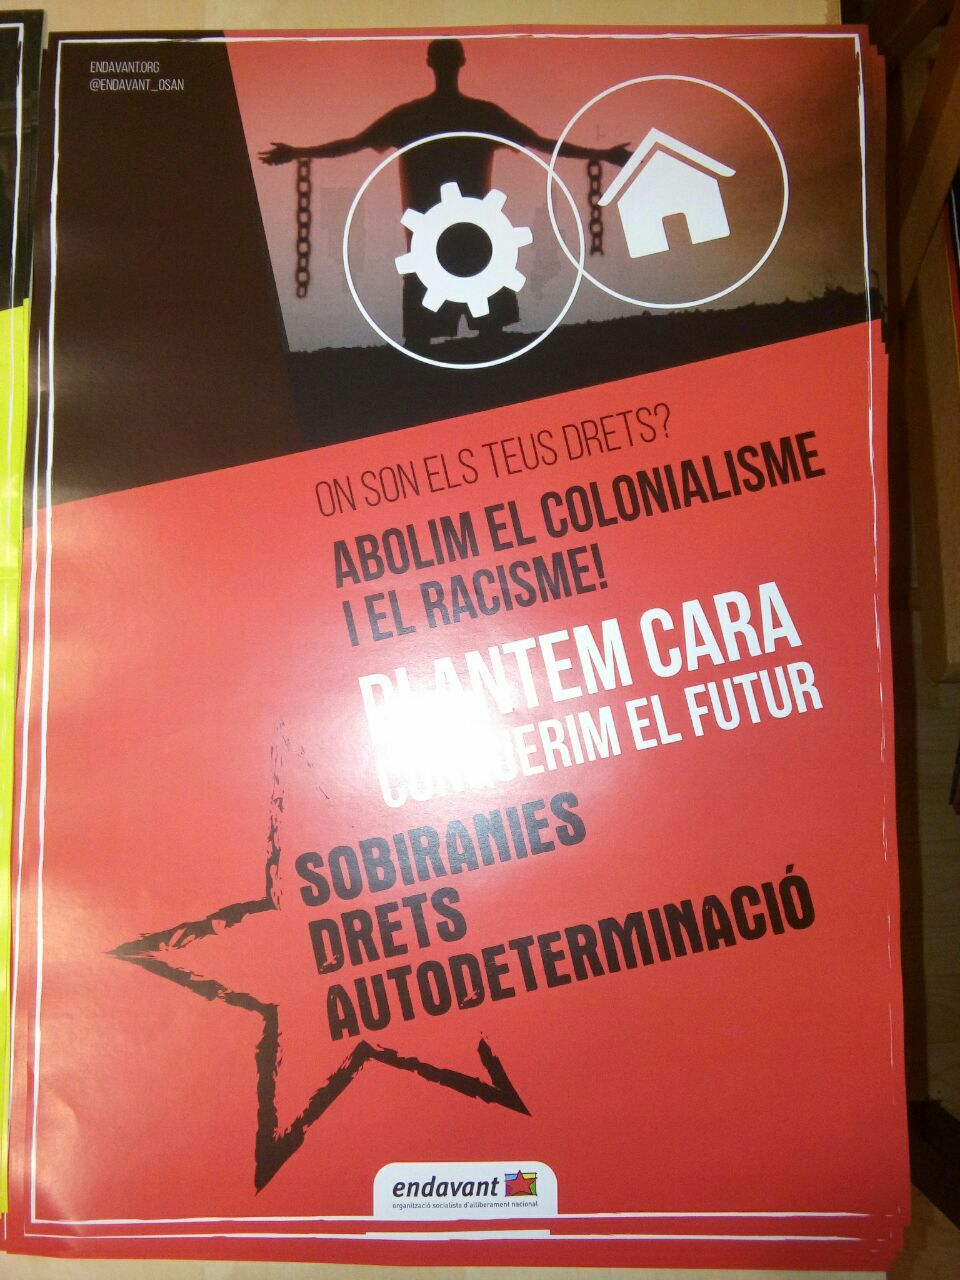 ENDAVANT.ORG
@ENDAVANT_OSAN
ON SON ELS TEUS DRETS?
ABOLIM EL COLONIALISME
I EL RACISME!
PLANTEM CARA
CONQUERIM EL FUTUR
SOBIRANIES
DRETS
AUTODETERMINACIÓ
endavant
organització socialista d'alliberament nacional